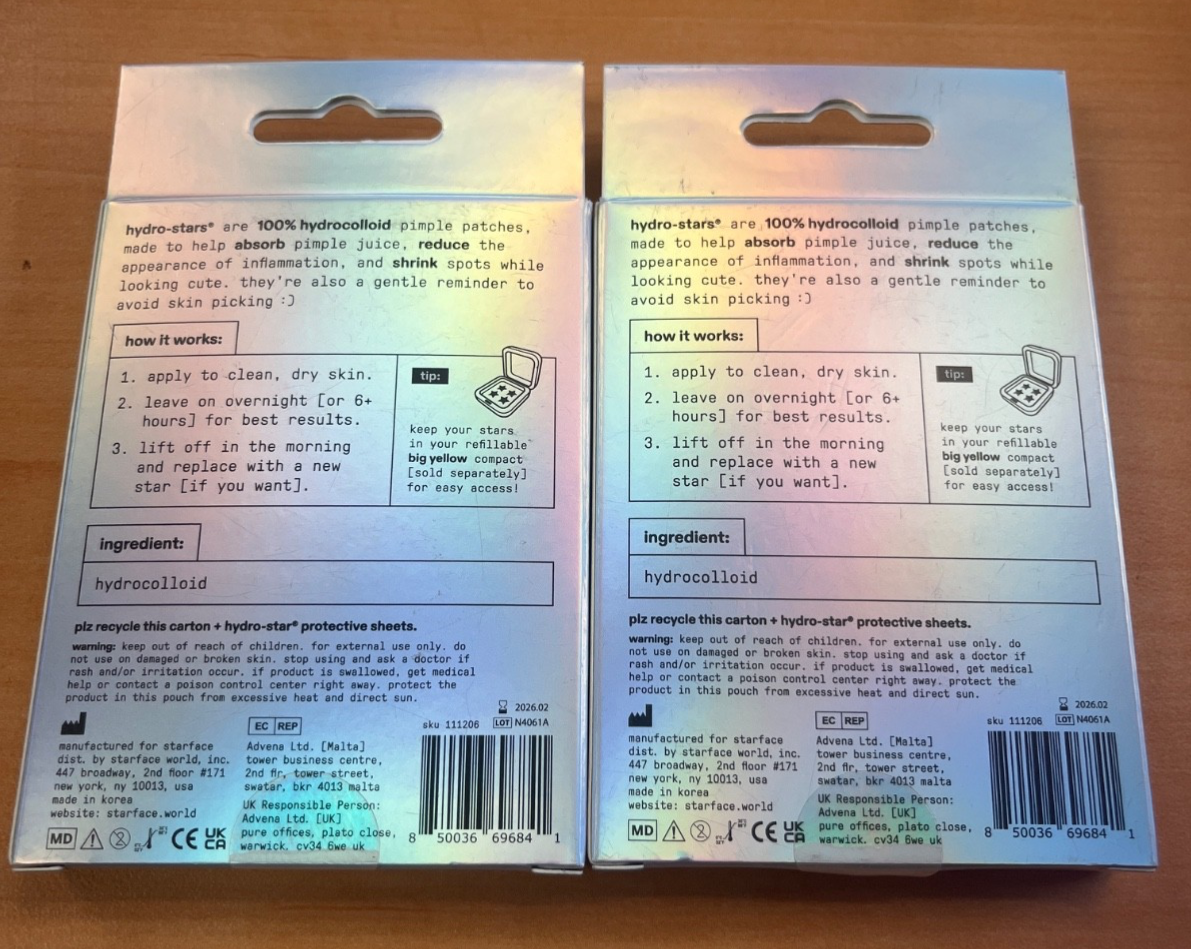 hydro-stars® are 100% hydrocolloid pimple patches,
made to help absorb pimple juice, reduce the
appearance of inflammation, and shrink spots while
looking cute. they're also a gentle reminder to
avoid skin picking :)
how it works:
1. apply to clean, dry skin.
2. leave on overnight [or 6+
hours] for best results.
3. lift off in the morning
and replace with a new
star [if you want].
tip:
keep your stars
in your refillable
big yellow compact
[sold separately]
for easy access!
ingredient:
hydrocolloid
plz recycle this carton + hydro-star® protective sheets.
warning: keep out of reach of children. for external use only. do
not use on damaged or broken skin. stop using and ask a doctor if
rash and/or irritation occur. if product is swallowed, get medical
help or contact a poison control center right away. protect the
product in this pouch from excessive heat and direct sun.
manufactured for starface
dist. by starface world, inc.
447 broadway, 2nd floor #171
new york, ny 10013, usa
made in korea
website: starface.world
MD
CE
UK
CA
EC REP
Advena Ltd. [Malta]
tower business centre,
2nd flr, tower street,
swatar, bkr 4013 malta
UK Responsible Person:
Advena Ltd. [UK]
pure offices, plato close,
warwick. cv34 6we uk
2026.02
sku 111206 LOT N4061A
8 50036 69684 1
hydro-stars® are 100% hydrocolloid pimple patches,
made to help absorb pimple juice, reduce the
appearance of inflammation, and shrink spots while
looking cute. they're also a gentle reminder to
avoid skin picking :)
how it works:
1. apply to clean, dry skin.
2. leave on overnight [or 6+
hours] for best results.
3. lift off in the morning
and replace with a new
star [if you want].
tip:
keep your stars
in your refillable
big yellow compact
[sold separately]
for easy access!
ingredient:
hydrocolloid
plz recycle this carton + hydro-star® protective sheets.
warning: keep out of reach of children. for external use only. do
not use on damaged or broken skin. stop using and ask a doctor if
rash and/or irritation occur. if product is swallowed, get medical
help or contact a poison control center right away. protect the
product in this pouch from excessive heat and direct sun.
manufactured for starface
dist. by starface world, inc.
447 broadway, 2nd floor #171
new york, ny 10013, usa
made in korea
website: starface.world
MD
CE
UK
CA
EC REP
Advena Ltd. [Malta]
tower business centre,
2nd flr, tower street,
swatar, bkr 4013 malta
UK Responsible Person:
Advena Ltd. [UK]
pure offices, plato close,
warwick. cv34 6we uk
2026.02
sku 111206 LOT N4061A
8 50036 69684 1